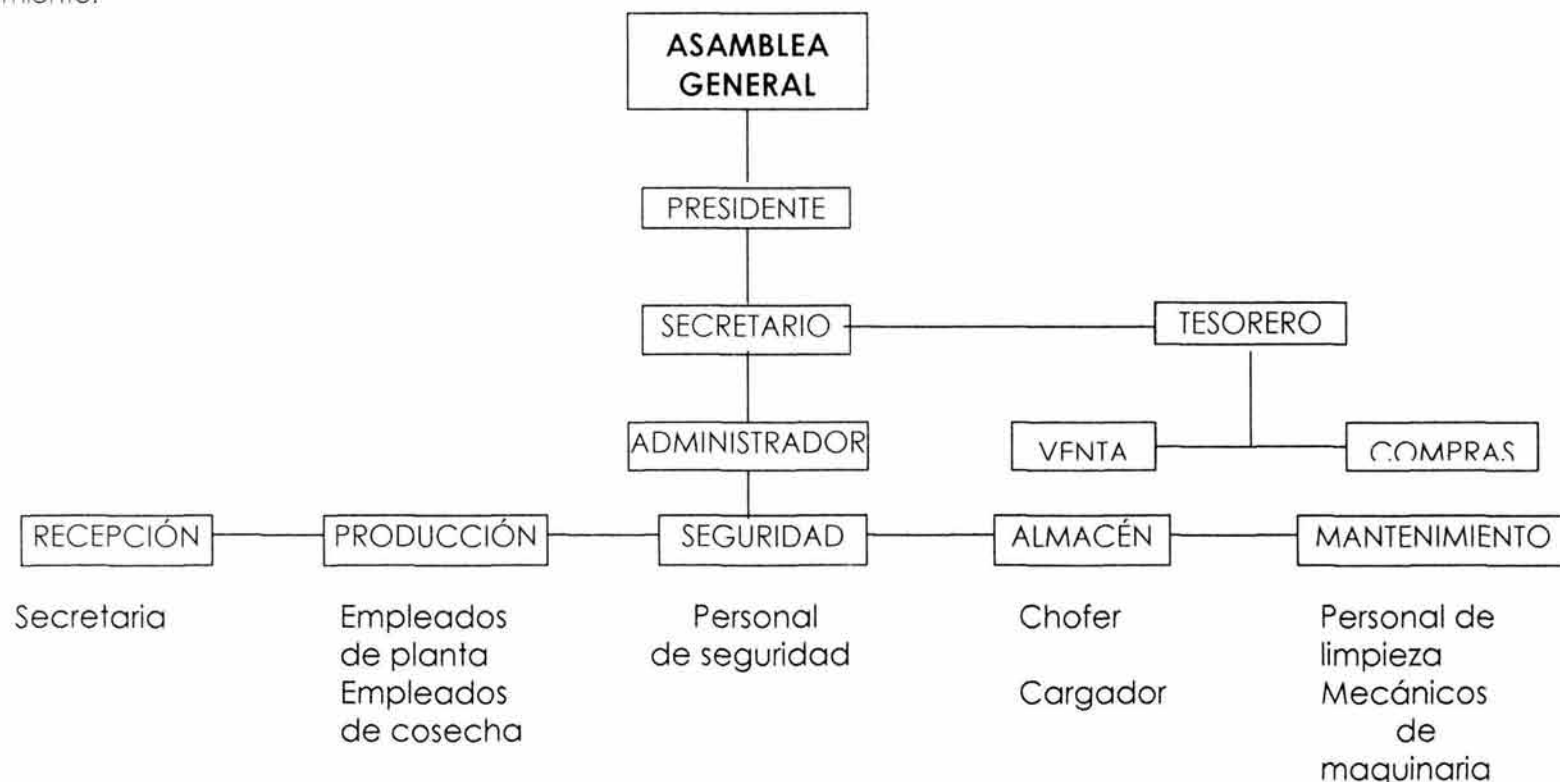 ASAMBLEA
GENERAL
PRESIDENTE
SECRETARIO
TESORERO
ADMINISTRADOR
VENTA
COMPRAS
RECEPCIÓN
PRODUCCIÓN
SEGURIDAD
ALMACÉN
MANTENIMIENTO
Secretaria
Empleados
de planta
Empleados
de cosecha
Personal
de seguridad
Chofer
Cargador
Personal de
limpieza
Mecánicos
de
maquinaria